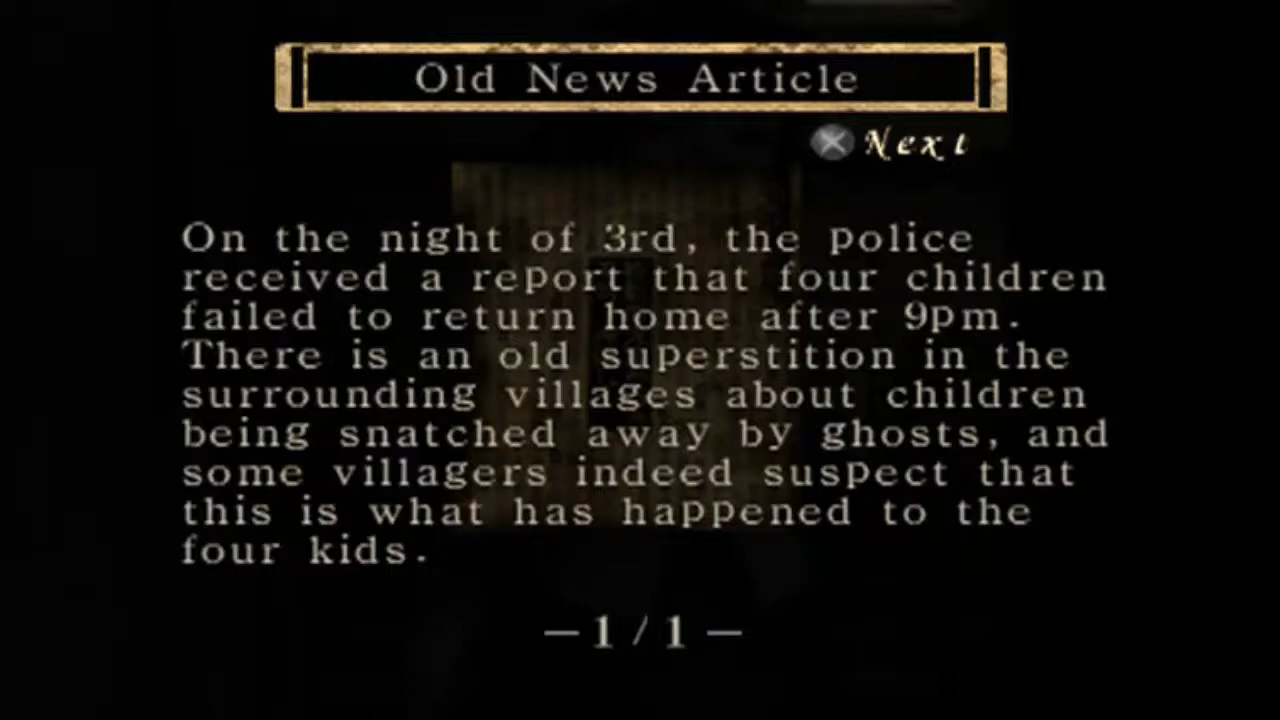 Old News Article
Next
On the night of 3rd, the police
received a report that four children
failed to return home after 9pm.
There is an old superstition in the
surrounding villages about children
being snatched away by ghosts, and
some villagers indeed suspect that
this is what has happened to the
four kids.
—1/1—